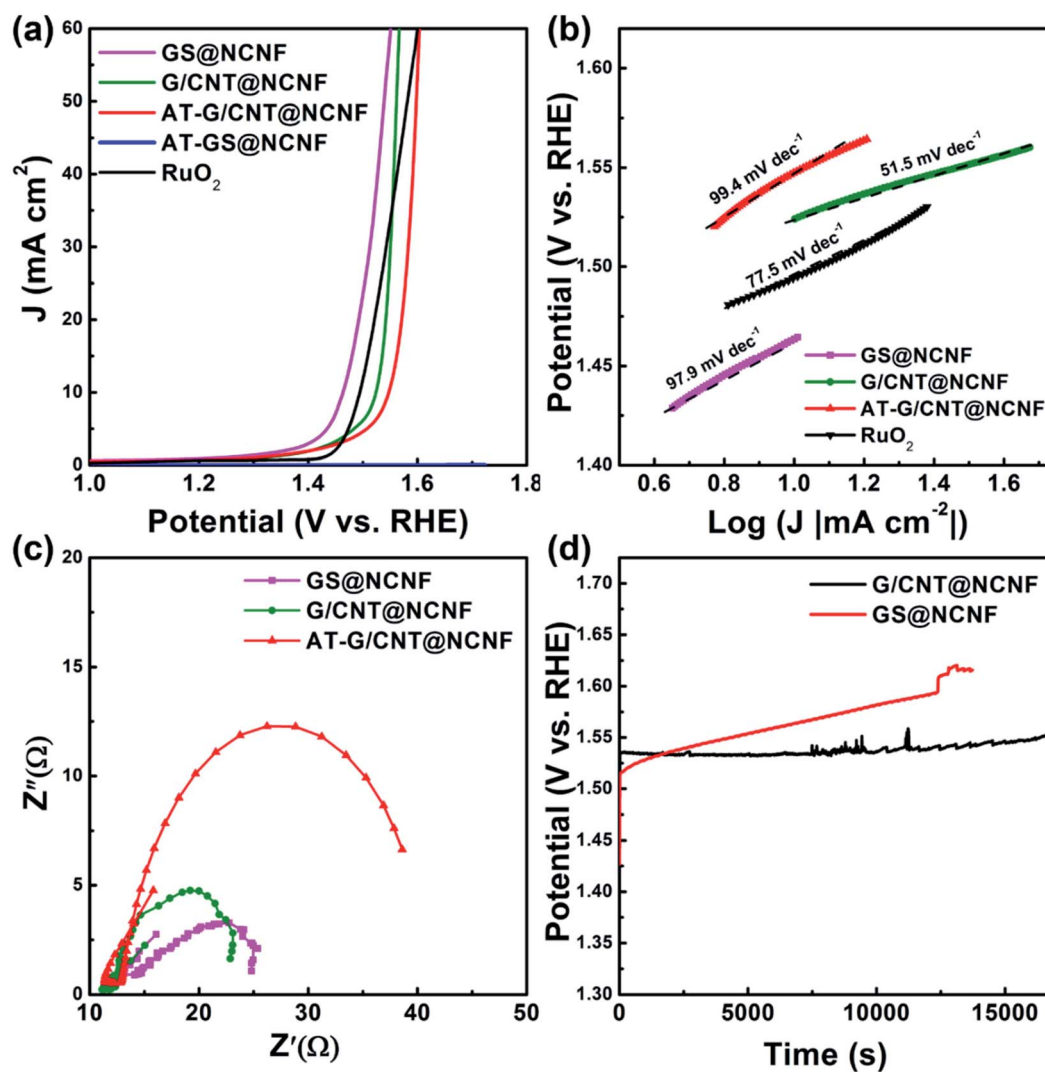 (a)
60
50
40
30
20
10
0
J (mA cm²)
GS@NCNF
G/CNT@NCNF
AT-G/CNT@NCNF
AT-GS@NCNF
RuO₂
1.0
1.2
1.4
1.6
1.8
Potential (V vs. RHE)
(b)
1.60
1.55
1.50
1.45
1.40
Potential (V vs. RHE)
99.4 mV dec⁻¹
51.5 mV dec⁻¹
77.5 mV dec⁻¹
97.9 mV dec⁻¹
GS@NCNF
G/CNT@NCNF
AT-G/CNT@NCNF
RuO₂
0.6
0.8
1.0
1.2
1.4
1.6
Log (J |mA cm⁻²|)
(c)
20
15
10
5
0
Z″(Ω)
GS@NCNF
G/CNT@NCNF
AT-G/CNT@NCNF
10
20
30
40
50
Z′(Ω)
(d)
1.70
1.65
1.60
1.55
1.50
1.45
1.40
1.35
1.30
Potential (V vs. RHE)
G/CNT@NCNF
GS@NCNF
0
5000
10000
15000
Time (s)